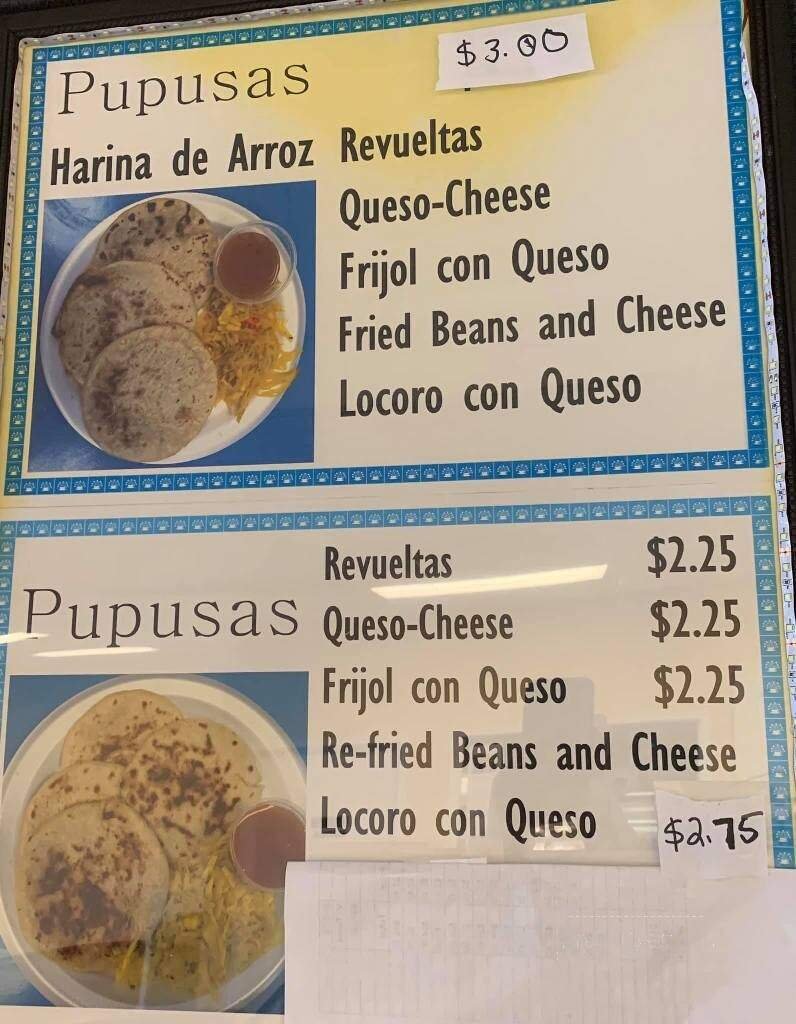 $3.00
Pupusas
Harina de Arroz
Revueltas
Queso-Cheese
Frijol con Queso
Fried Beans and Cheese
Locoro con Queso
Pupusas
Revueltas $2.25
Queso-Cheese $2.25
Frijol con Queso $2.25
Re-fried Beans and Cheese
Locoro con Queso $2.75